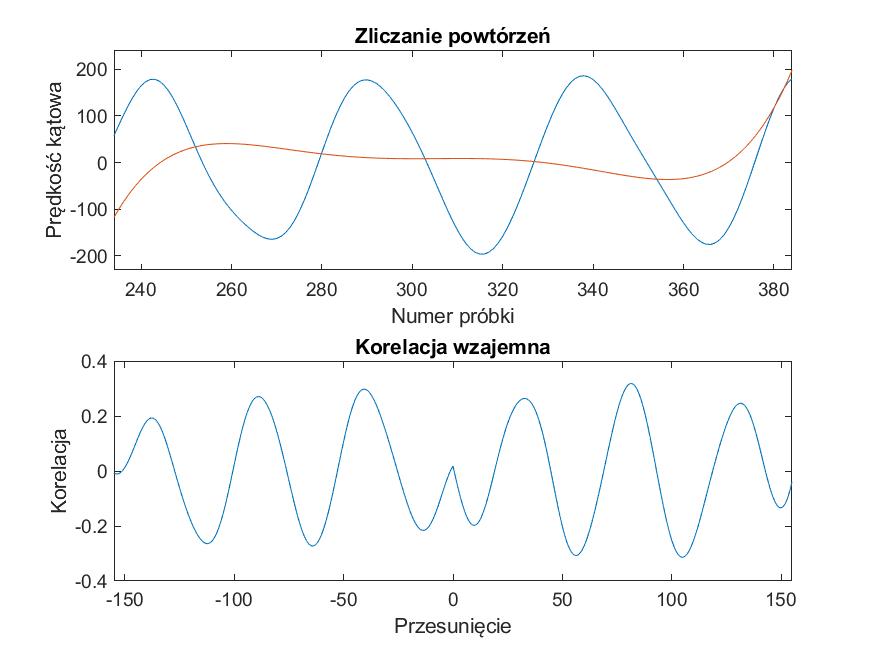 Zliczanie powtórzeń
Prędkość kątowa
200
100
0
-100
-200
240 260 280 300 320 340 360 380
Numer próbki
Korelacja wzajemna
Korelacja
0.4
0.2
0
-0.2
-0.4
-150 -100 -50 0 50 100 150
Przesunięcie